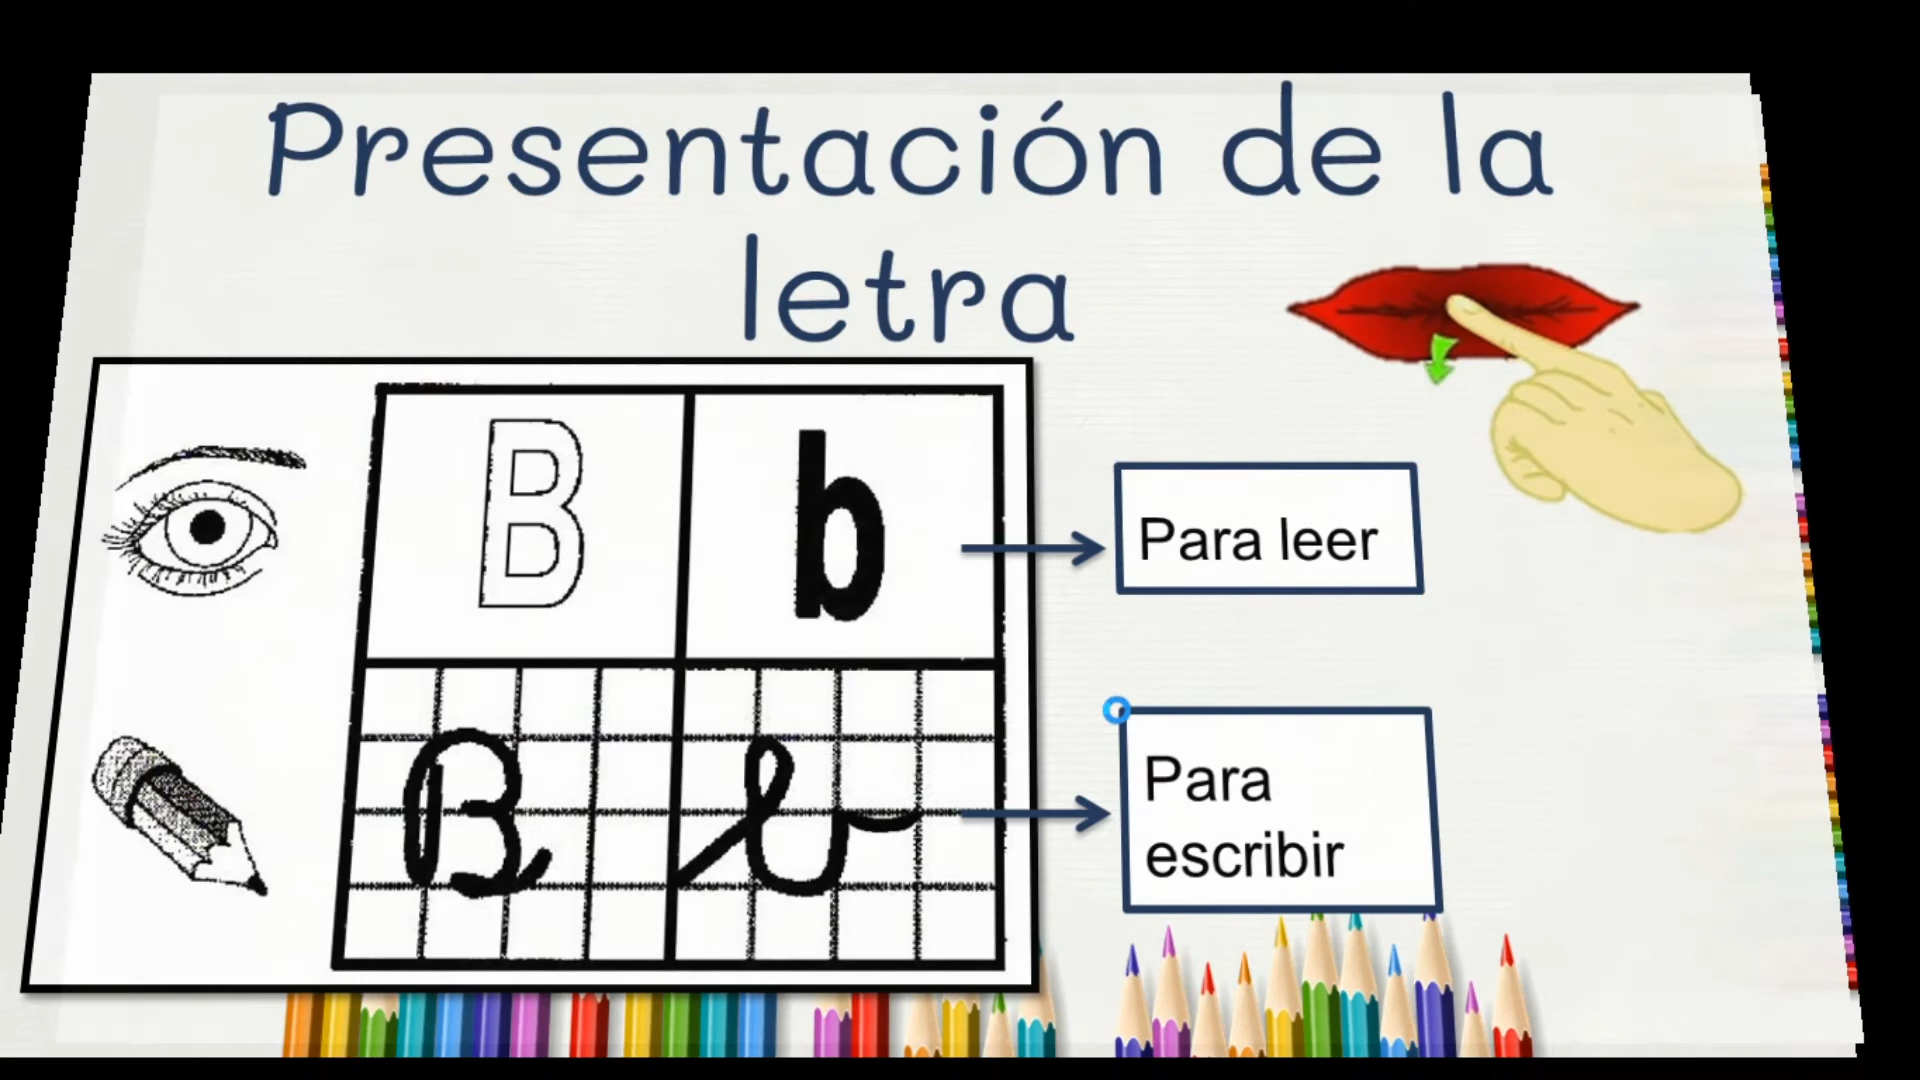 Presentación de la
letra
B b
Para leer
B b
Para
escribir